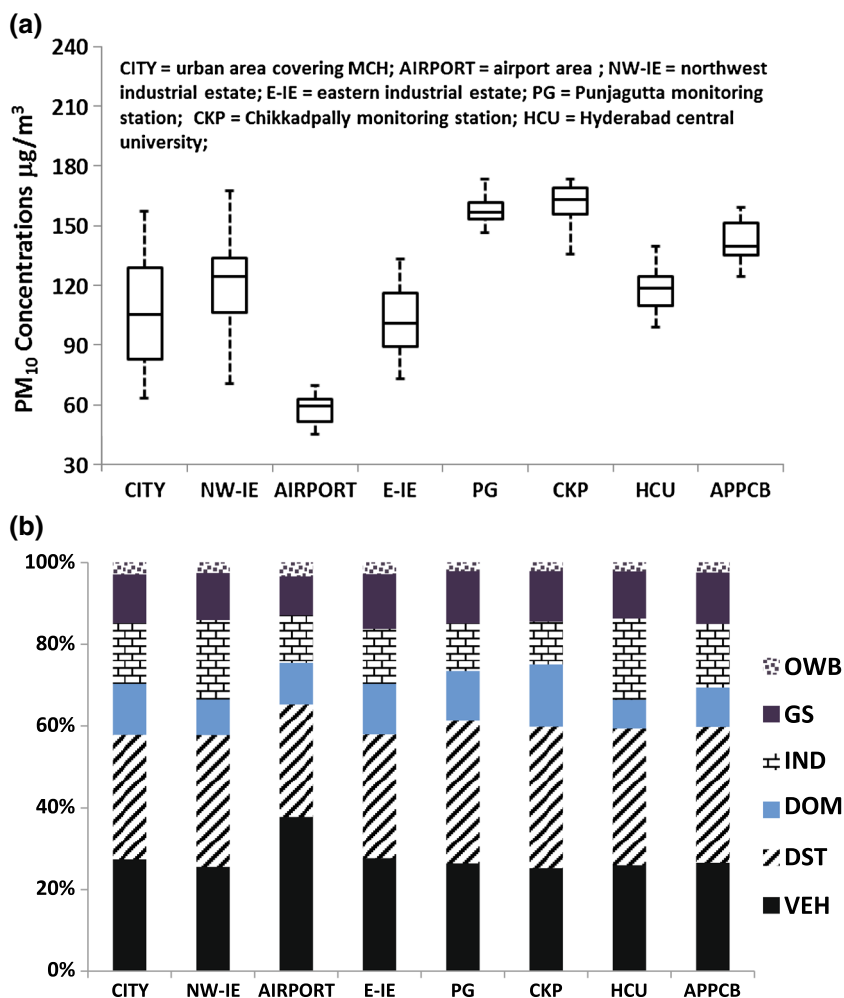 (a)
240
210
180
150
120
90
60
30
PM10 Concentrations μg/m³
CITY = urban area covering MCH; AIRPORT = airport area ; NW-IE = northwest
industrial estate; E-IE = eastern industrial estate; PG = Punjagutta monitoring
station; CKP = Chikkadpally monitoring station; HCU = Hyderabad central
university;
CITY NW-IE AIRPORT E-IE PG CKP HCU APPCB
(b)
100%
80%
60%
40%
20%
0%
OWB
GS
IND
DOM
DST
VEH
CITY NW-IE AIRPORT E-IE PG CKP HCU APPCB